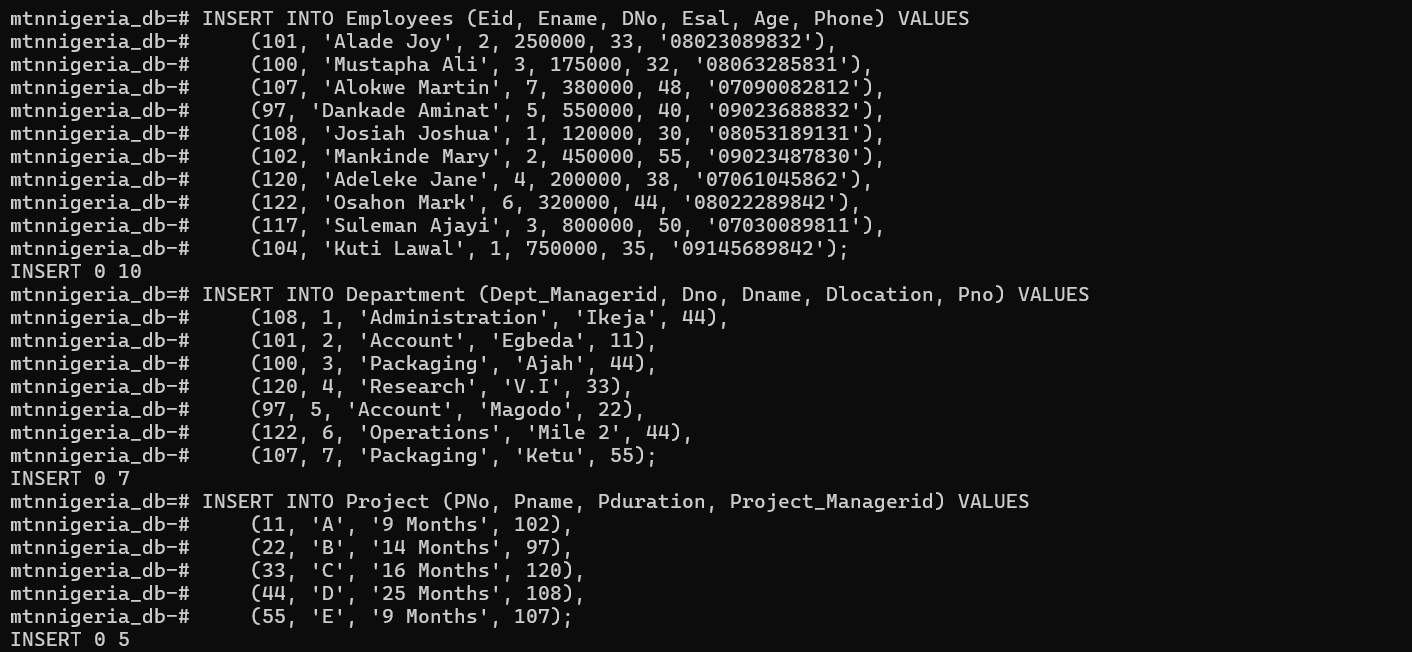 mtnnigeria_db=# INSERT INTO Employees (Eid, Ename, DNo, Esal, Age, Phone) VALUES
mtnnigeria_db-#     (101, 'Alade Joy', 2, 250000, 33, '08023089832'),
mtnnigeria_db-#     (100, 'Mustapha Ali', 3, 175000, 32, '08063285831'),
mtnnigeria_db-#     (107, 'Alokwe Martin', 7, 380000, 48, '07090082812'),
mtnnigeria_db-#     (97, 'Dankade Aminat', 5, 550000, 40, '09023688832'),
mtnnigeria_db-#     (108, 'Josiah Joshua', 1, 120000, 30, '08053189131'),
mtnnigeria_db-#     (102, 'Mankinde Mary', 2, 450000, 55, '09023487830'),
mtnnigeria_db-#     (120, 'Adeleke Jane', 4, 200000, 38, '07061045862'),
mtnnigeria_db-#     (122, 'Osahon Mark', 6, 320000, 44, '08022289842'),
mtnnigeria_db-#     (117, 'Suleman Ajayi', 3, 800000, 50, '07030089811'),
mtnnigeria_db-#     (104, 'Kuti Lawal', 1, 750000, 35, '09145689842');
INSERT 0 10
mtnnigeria_db=# INSERT INTO Department (Dept_Managerid, Dno, Dname, Dlocation, Pno) VALUES
mtnnigeria_db-#     (108, 1, 'Administration', 'Ikeja', 44),
mtnnigeria_db-#     (101, 2, 'Account', 'Egbeda', 11),
mtnnigeria_db-#     (100, 3, 'Packaging', 'Ajah', 44),
mtnnigeria_db-#     (120, 4, 'Research', 'V.I', 33),
mtnnigeria_db-#     (97, 5, 'Account', 'Magodo', 22),
mtnnigeria_db-#     (122, 6, 'Operations', 'Mile 2', 44),
mtnnigeria_db-#     (107, 7, 'Packaging', 'Ketu', 55);
INSERT 0 7
mtnnigeria_db=# INSERT INTO Project (PNo, Pname, Pduration, Project_Managerid) VALUES
mtnnigeria_db-#     (11, 'A', '9 Months', 102),
mtnnigeria_db-#     (22, 'B', '14 Months', 97),
mtnnigeria_db-#     (33, 'C', '16 Months', 120),
mtnnigeria_db-#     (44, 'D', '25 Months', 108),
mtnnigeria_db-#     (55, 'E', '9 Months', 107);
INSERT 0 5